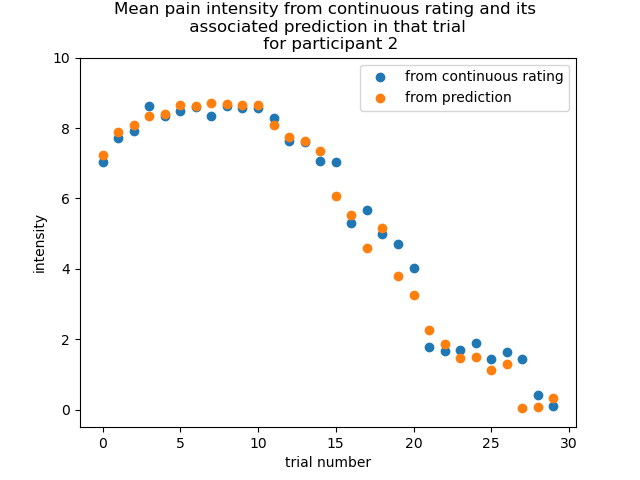 Mean pain intensity from continuous rating and its
associated prediction in that trial
for participant 2
from continuous rating
from prediction
10
8
6
4
2
0
intensity
0
5
10
15
20
25
30
trial number